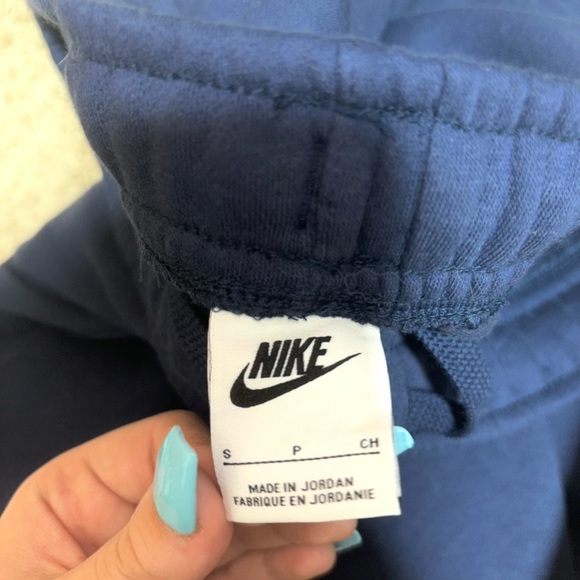 NIKE
S P CH
MADE IN JORDAN
FABRIQUE EN JORDANIE